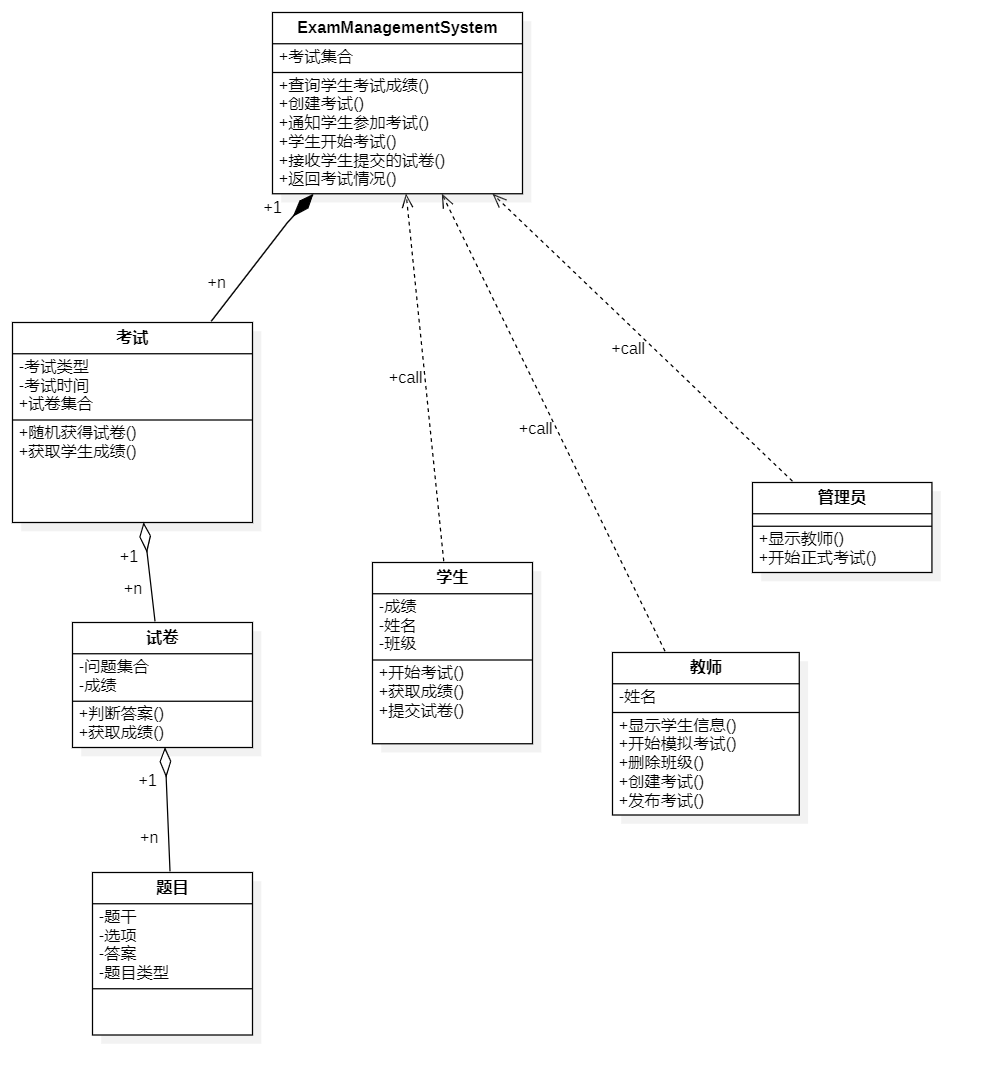 ExamManagementSystem
+考试集合
+查询学生考试成绩()
+创建考试()
+通知学生参加考试()
+学生开始考试()
+接收学生提交的试卷()
+返回考试情况()
+1
+n
+call
+call
+call
考试
-考试类型
-考试时间
+试卷集合
+随机获得试卷()
+获取学生成绩()
+1
+n
试卷
-问题集合
-成绩
+判断答案()
+获取成绩()
+1
+n
题目
-题干
-选项
-答案
-题目类型
学生
-成绩
-姓名
-班级
+开始考试()
+获取成绩()
+提交试卷()
教师
-姓名
+显示学生信息()
+开始模拟考试()
+删除班级()
+创建考试()
+发布考试()
管理员
+显示教师()
+开始正式考试()